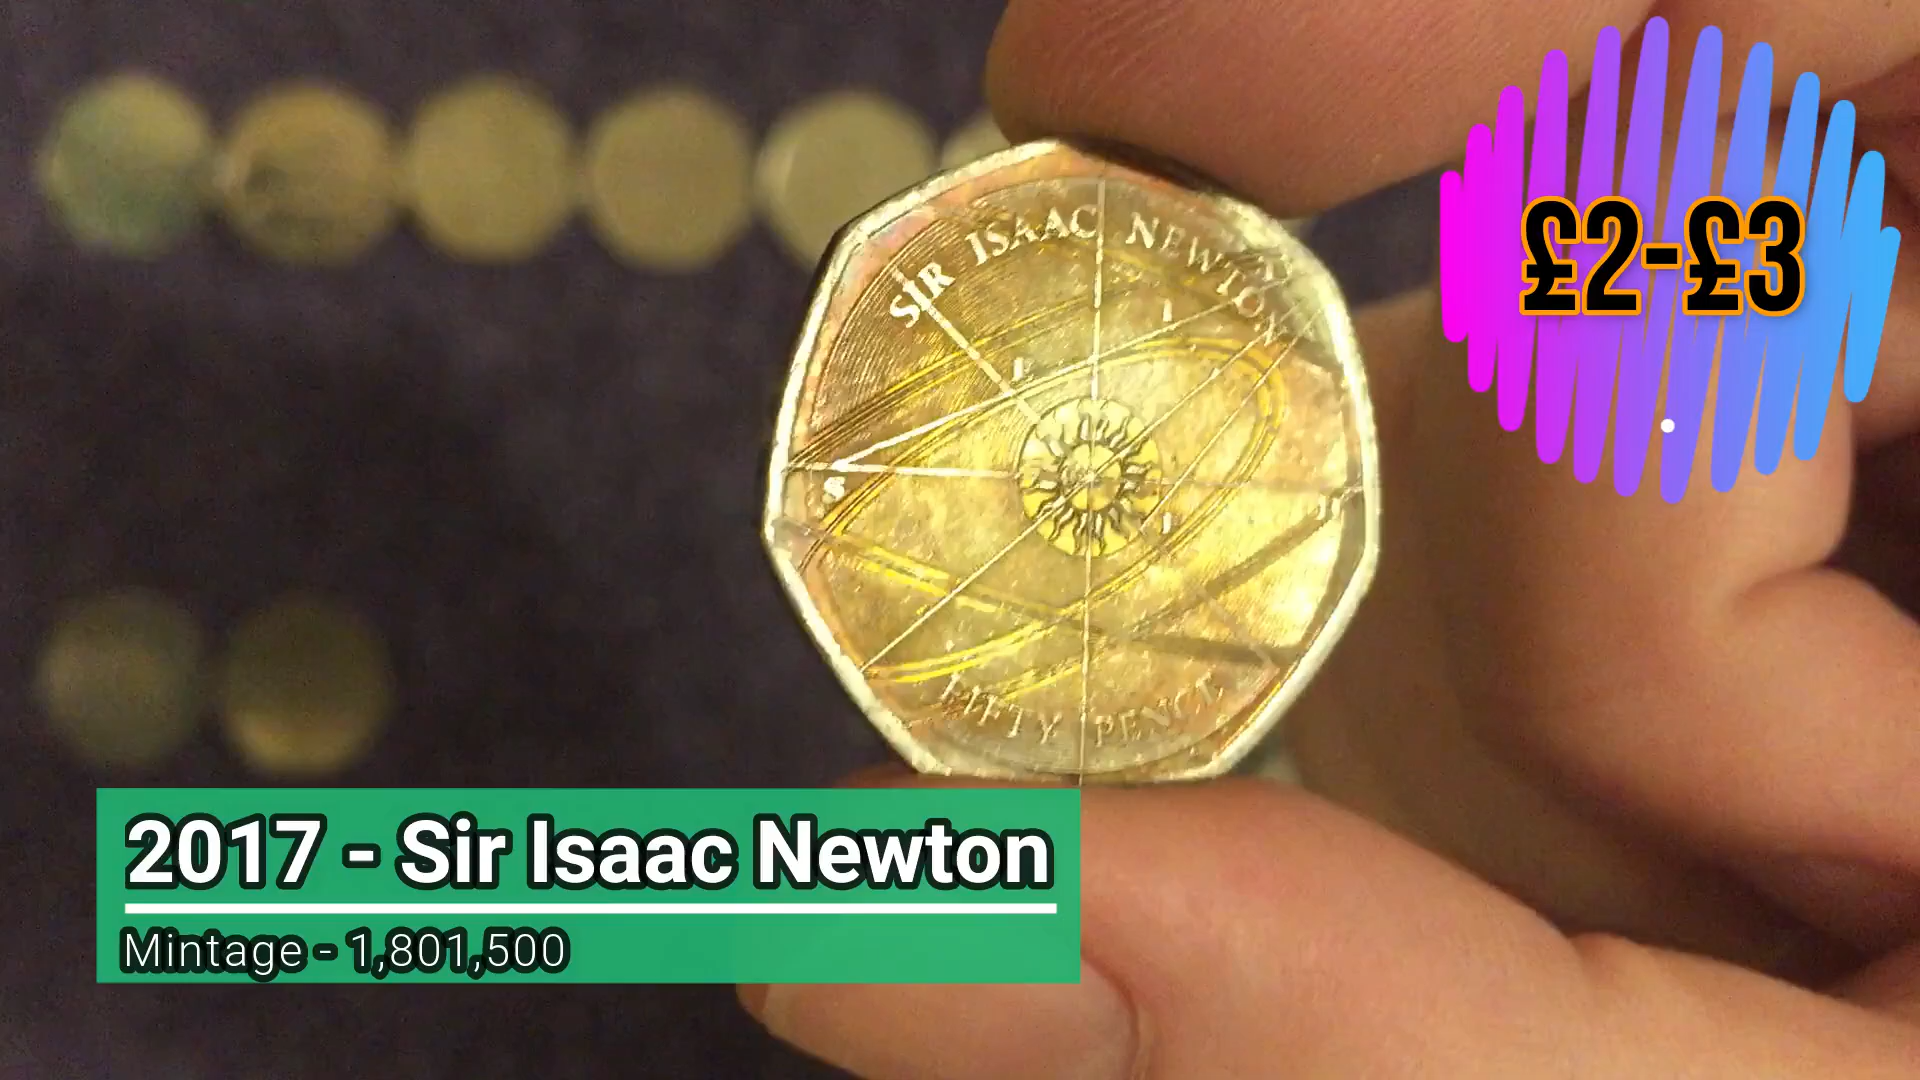 £2-£3
SIR ISAAC NEWTON
S
FIFTY PENCE
2017 - Sir Isaac Newton
Mintage - 1,801,500